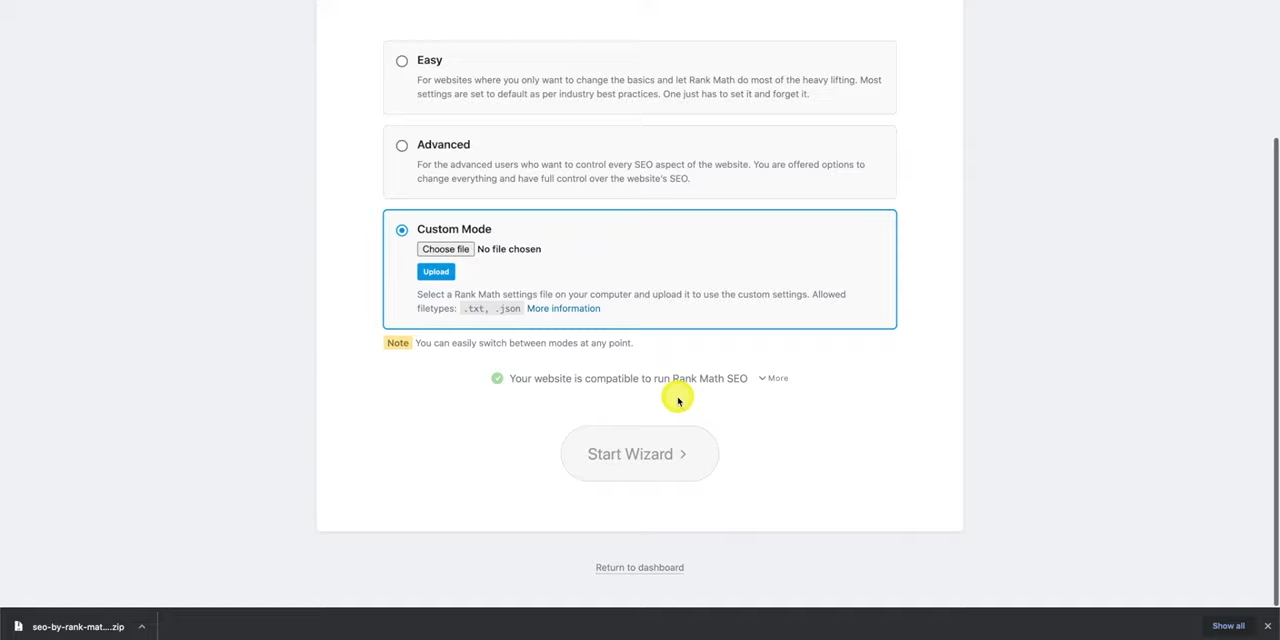 Easy
For websites where you only want to change the basics and let Rank Math do most of the heavy lifting. Most
settings are set to default as per industry best practices. One just has to set it and forget it.
Advanced
For the advanced users who want to control every SEO aspect of the website. You are offered options to
change everything and have full control over the website's SEO.
Custom Mode
Choose file No file chosen
Upload
Select a Rank Math settings file on your computer and upload it to use the custom settings. Allowed
filetypes: .txt, .json More information
Note You can easily switch between modes at any point.
Your website is compatible to run Rank Math SEO More
Start Wizard
Return to dashboard
seo-by-rank-mat....zip Show all